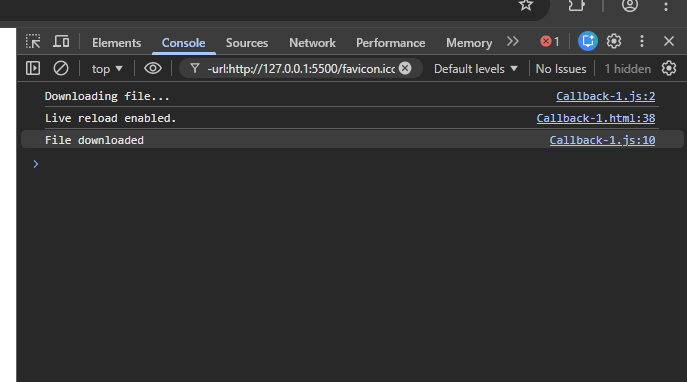 Elements Console Sources Network Performance Memory 1
top -url:http://127.0.0.1:5500/favicon.icc Default levels No Issues 1 hidden
Downloading file... Callback-1.js:2
Live reload enabled. Callback-1.html:38
File downloaded Callback-1.js:10